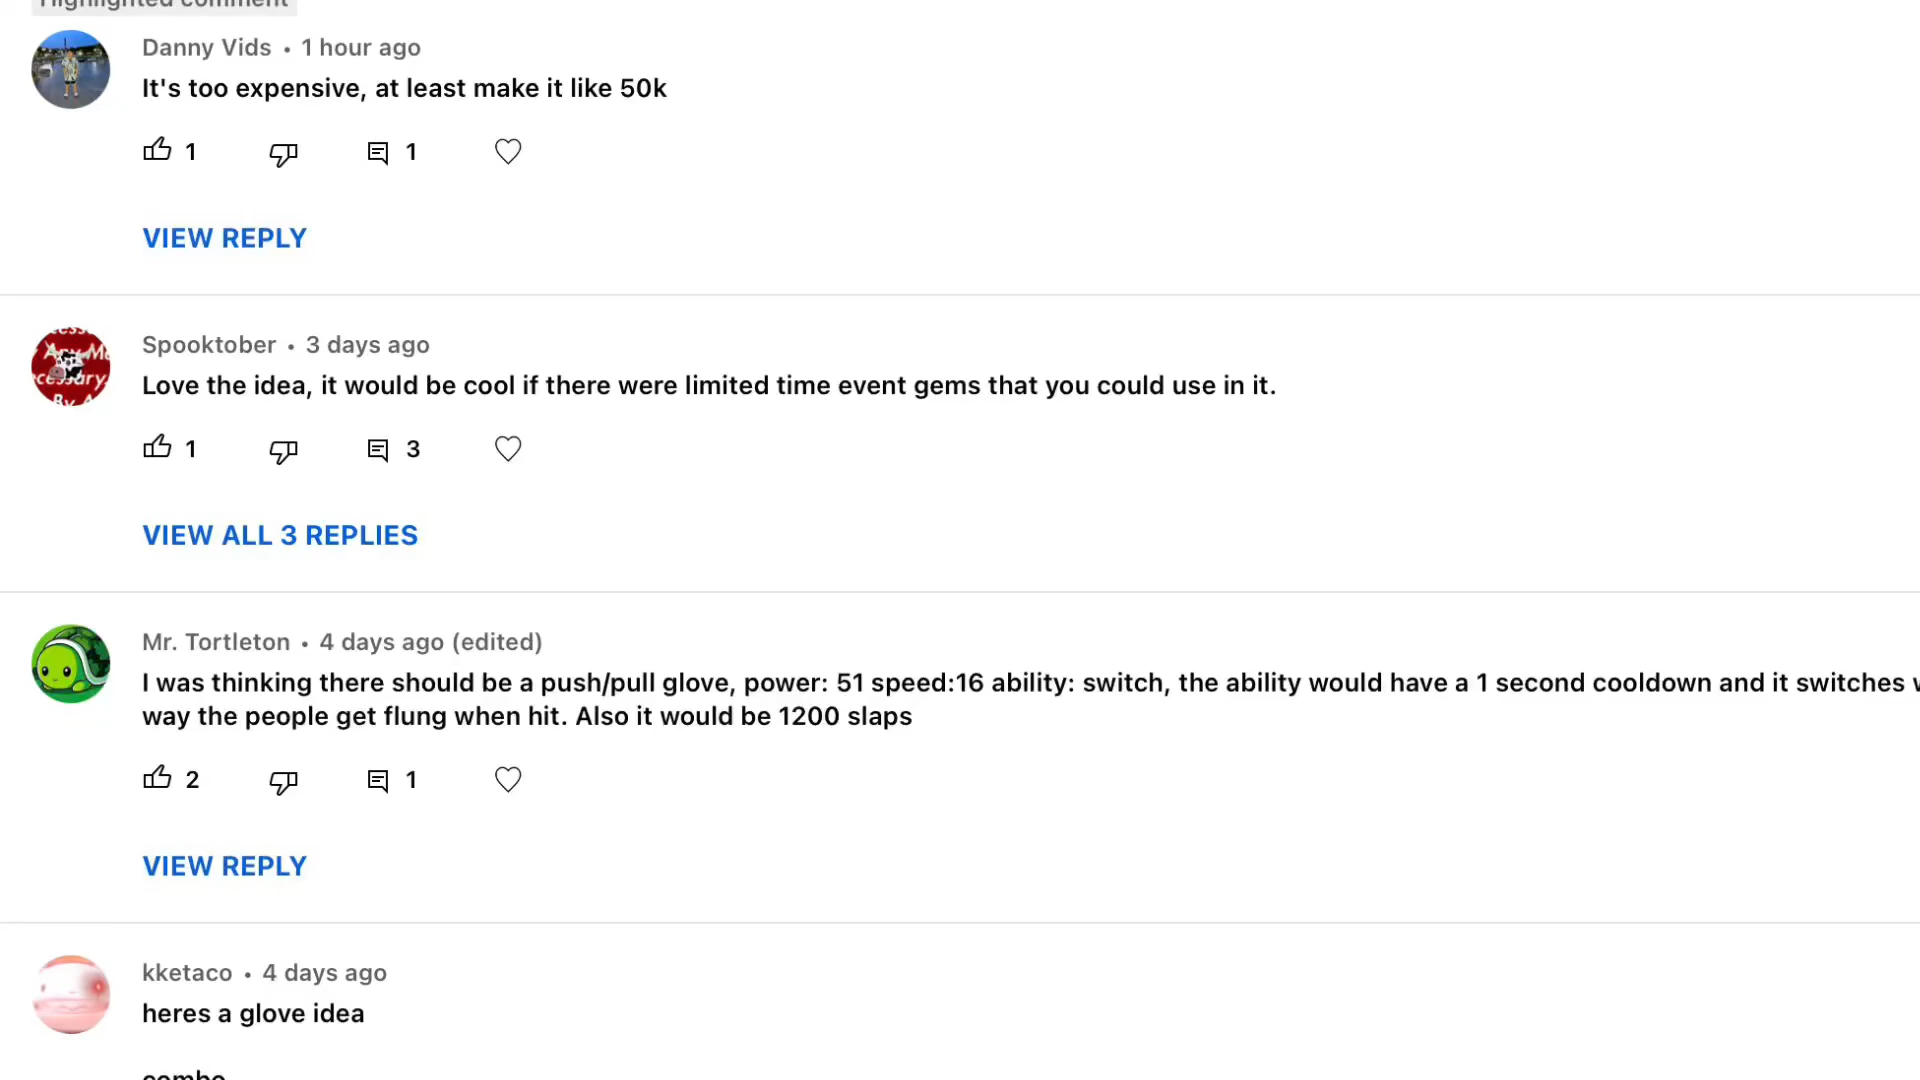 Highlighted comment
Danny Vids • 1 hour ago
It's too expensive, at least make it like 50k
1 1
VIEW REPLY
Spooktober • 3 days ago
Love the idea, it would be cool if there were limited time event gems that you could use in it.
1 3
VIEW ALL 3 REPLIES
Mr. Tortleton • 4 days ago (edited)
I was thinking there should be a push/pull glove, power: 51 speed:16 ability: switch, the ability would have a 1 second cooldown and it switches
way the people get flung when hit. Also it would be 1200 slaps
2 1
VIEW REPLY
kketaco • 4 days ago
heres a glove idea
combo